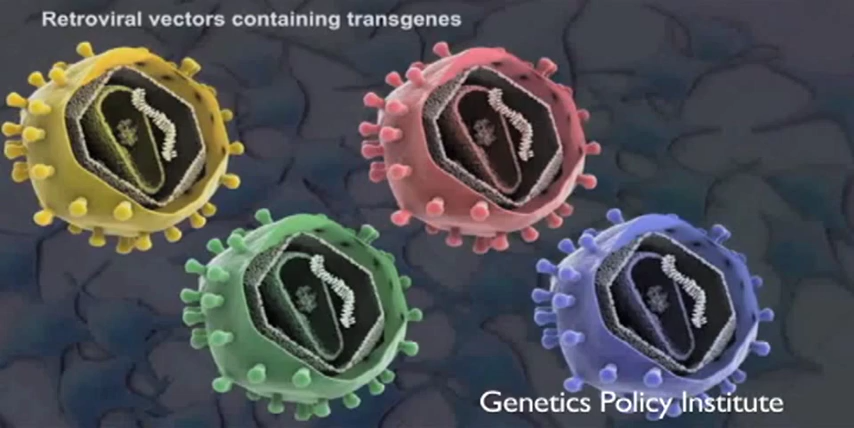 Retroviral vectors containing transgenes
Genetics Policy Institute